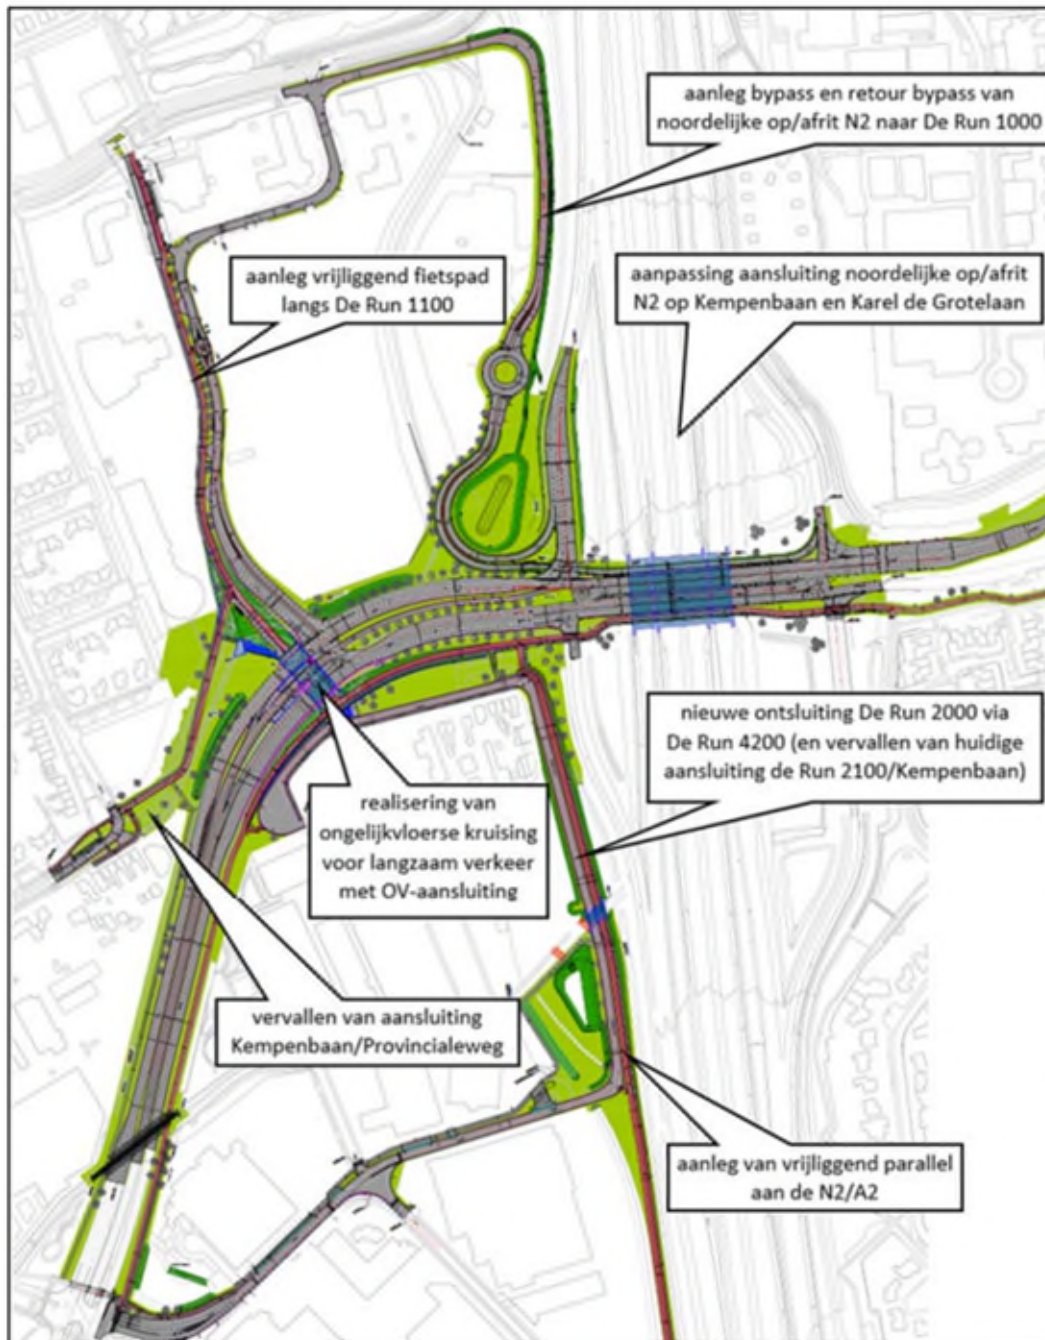 aanleg bypass en retour bypass van
noordelijke op/afrit N2 naar De Run 1000
aanleg vrijliggend fietspad
langs De Run 1100
aanpassing aansluiting noordelijke op/afrit
N2 op Kempenbaan en Karel de Grotelaan
nieuwe ontsluiting De Run 2000 via
De Run 4200 (en vervallen van huidige
aansluiting de Run 2100/Kempenbaan)
realisering van
ongelijkvloerse kruising
voor langzaam verkeer
met OV-aansluiting
vervallen van aansluiting
Kempenbaan/Provincialeweg
aanleg van vrijliggend parallel
aan de N2/A2